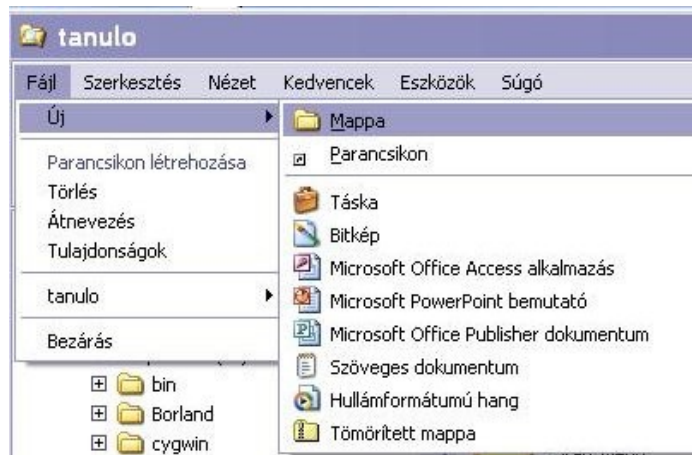 tanulo
Fájl Szerkesztés Nézet Kedvencek Eszközök Súgó
Új
Parancsikon létrehozása
Törlés
Átnevezés
Tulajdonságok
tanulo
Bezárás
Mappa
Parancsikon
Táska
Bitkép
Microsoft Office Access alkalmazás
Microsoft PowerPoint bemutató
Microsoft Office Publisher dokumentum
Szöveges dokumentum
Hullámformátumú hang
Tömörített mappa
bin
Borland
cygwin